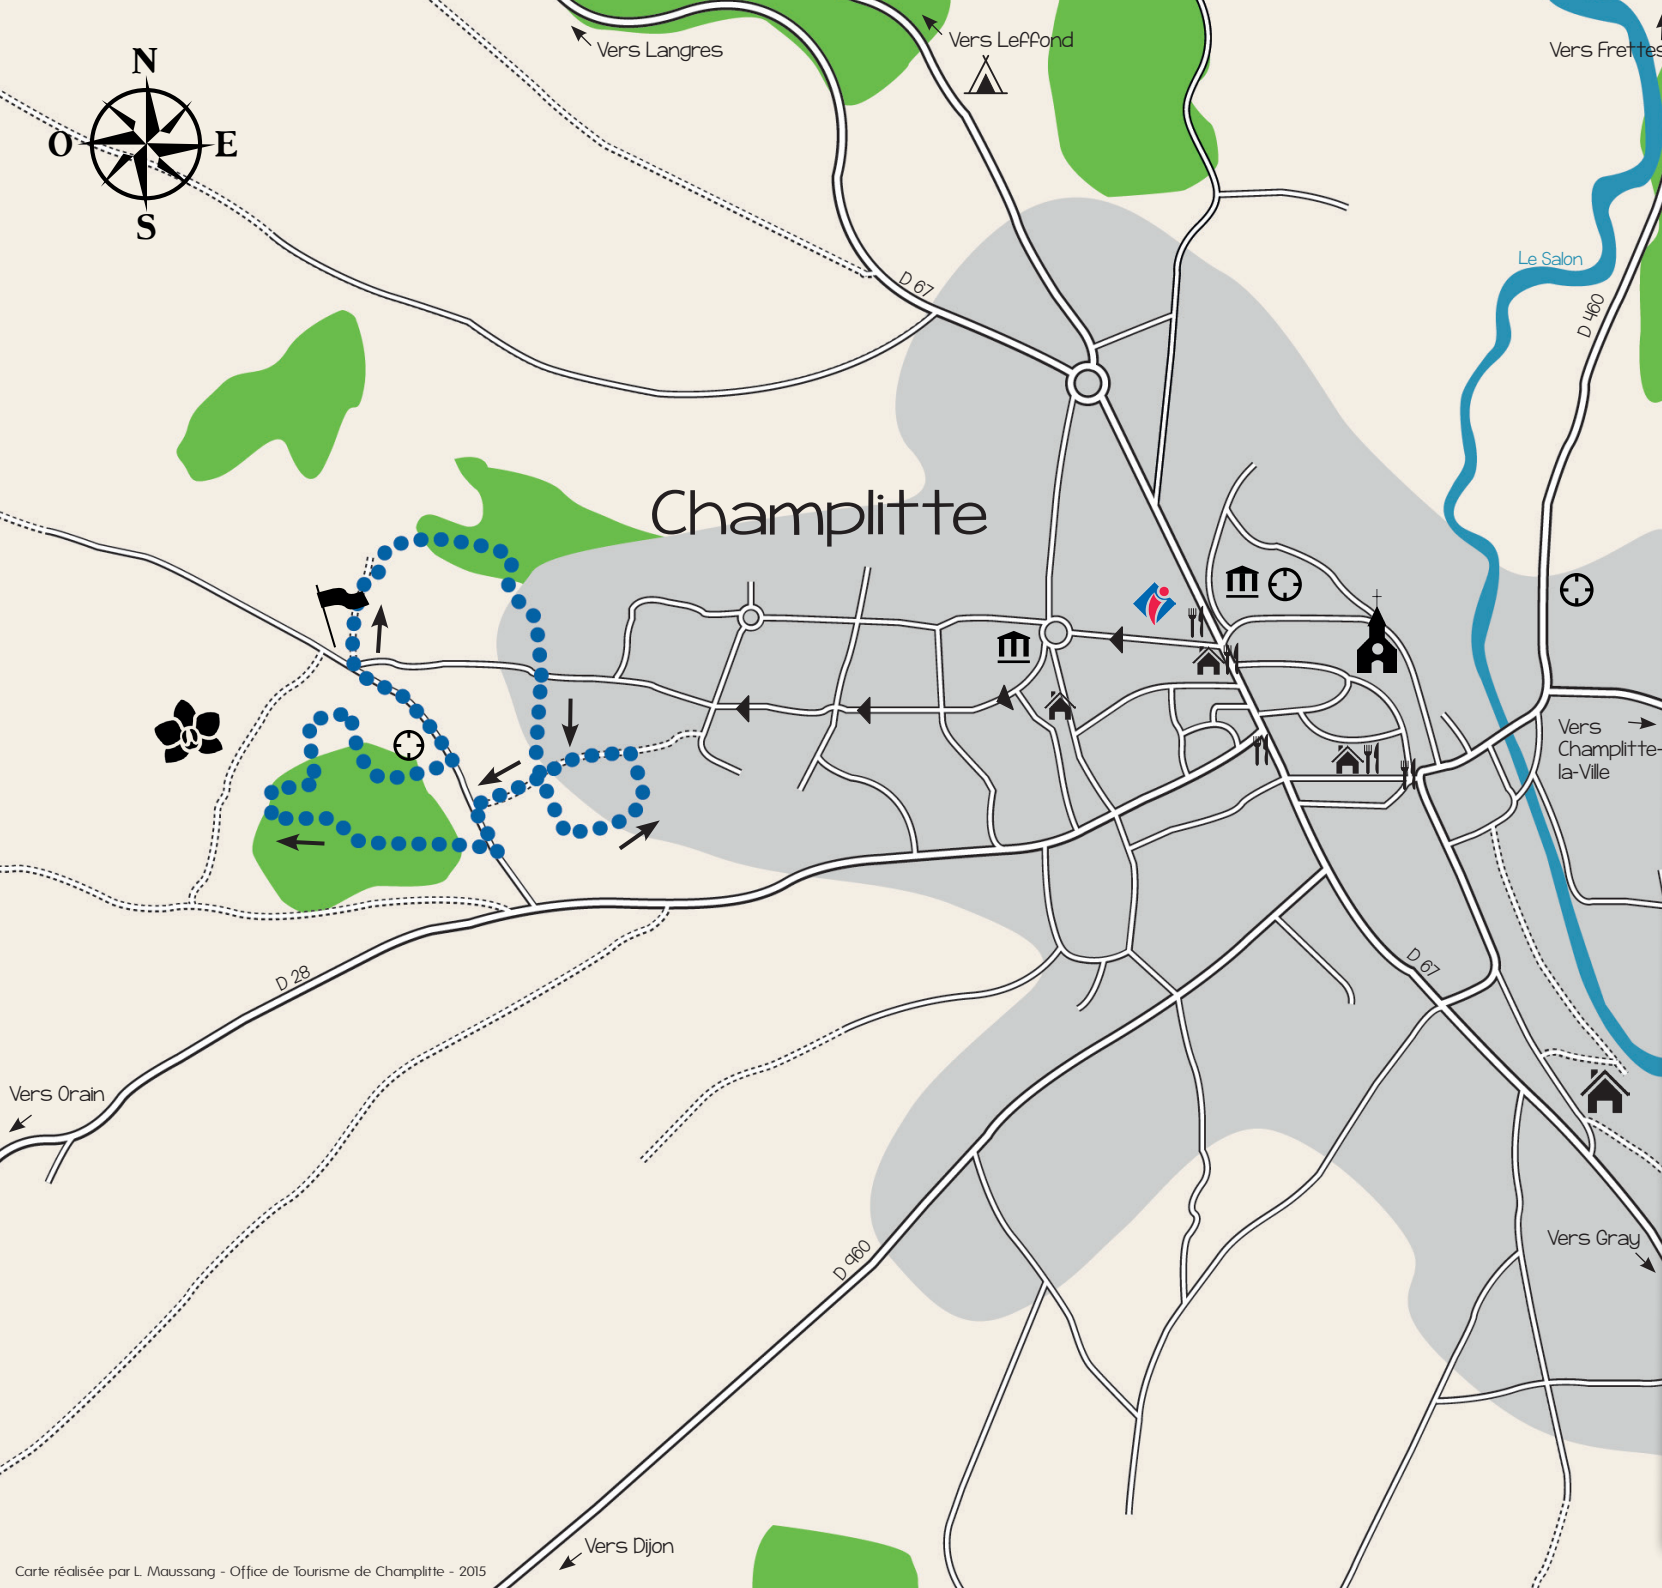 Vers Langres
Vers Leffond
Vers Frettes
N
O
E
S
Le Salon
D 67
D 460
Champlitte
Vers
Champlitte-
la-Ville
D 67
D 28
Vers Orain
Vers Gray
D 960
Vers Dijon
Carte réalisée par L. Maussang - Office de Tourisme de Champlitte - 2015